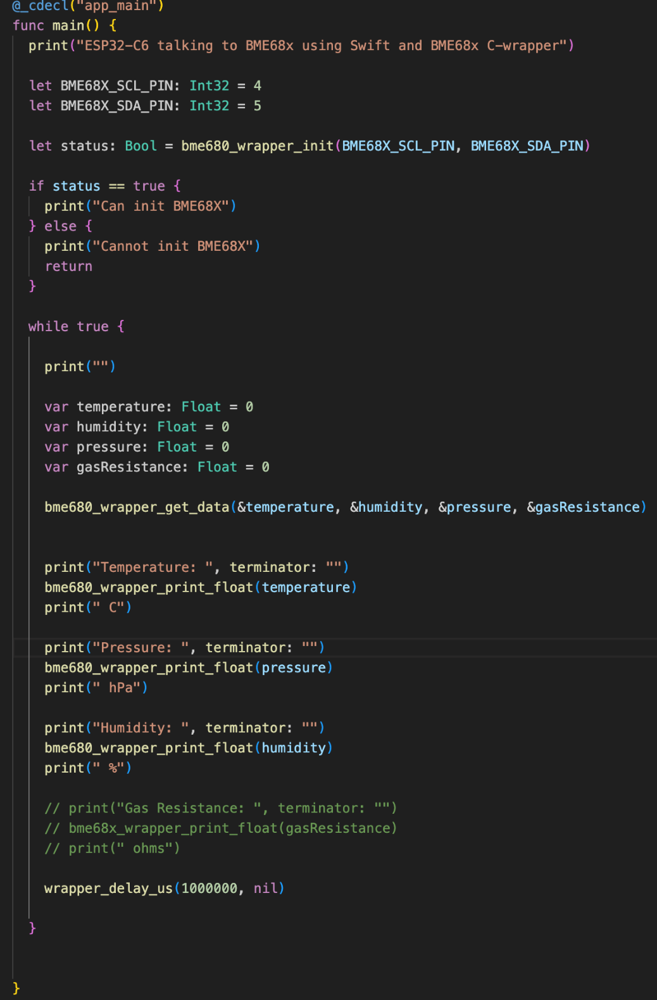 @_cdecl("app_main")
func main() {
  print("ESP32-C6 talking to BME68x using Swift and BME68x C-wrapper")
  let BME68X_SCL_PIN: Int32 = 4
  let BME68X_SDA_PIN: Int32 = 5
  let status: Bool = bme680_wrapper_init(BME68X_SCL_PIN, BME68X_SDA_PIN)
  if status == true {
    print("Can init BME68X")
  } else {
    print("Cannot init BME68X")
    return
  }
  while true {
    print("")
    var temperature: Float = 0
    var humidity: Float = 0
    var pressure: Float = 0
    var gasResistance: Float = 0
    bme680_wrapper_get_data(&temperature, &humidity, &pressure, &gasResistance)
    print("Temperature: ", terminator: "")
    bme680_wrapper_print_float(temperature)
    print(" C")
    print("Pressure: ", terminator: "")
    bme680_wrapper_print_float(pressure)
    print(" hPa")
    print("Humidity: ", terminator: "")
    bme680_wrapper_print_float(humidity)
    print(" %")
    // print("Gas Resistance: ", terminator: "")
    // bme68x_wrapper_print_float(gasResistance)
    // print(" ohms")
    wrapper_delay_us(1000000, nil)
  }
}